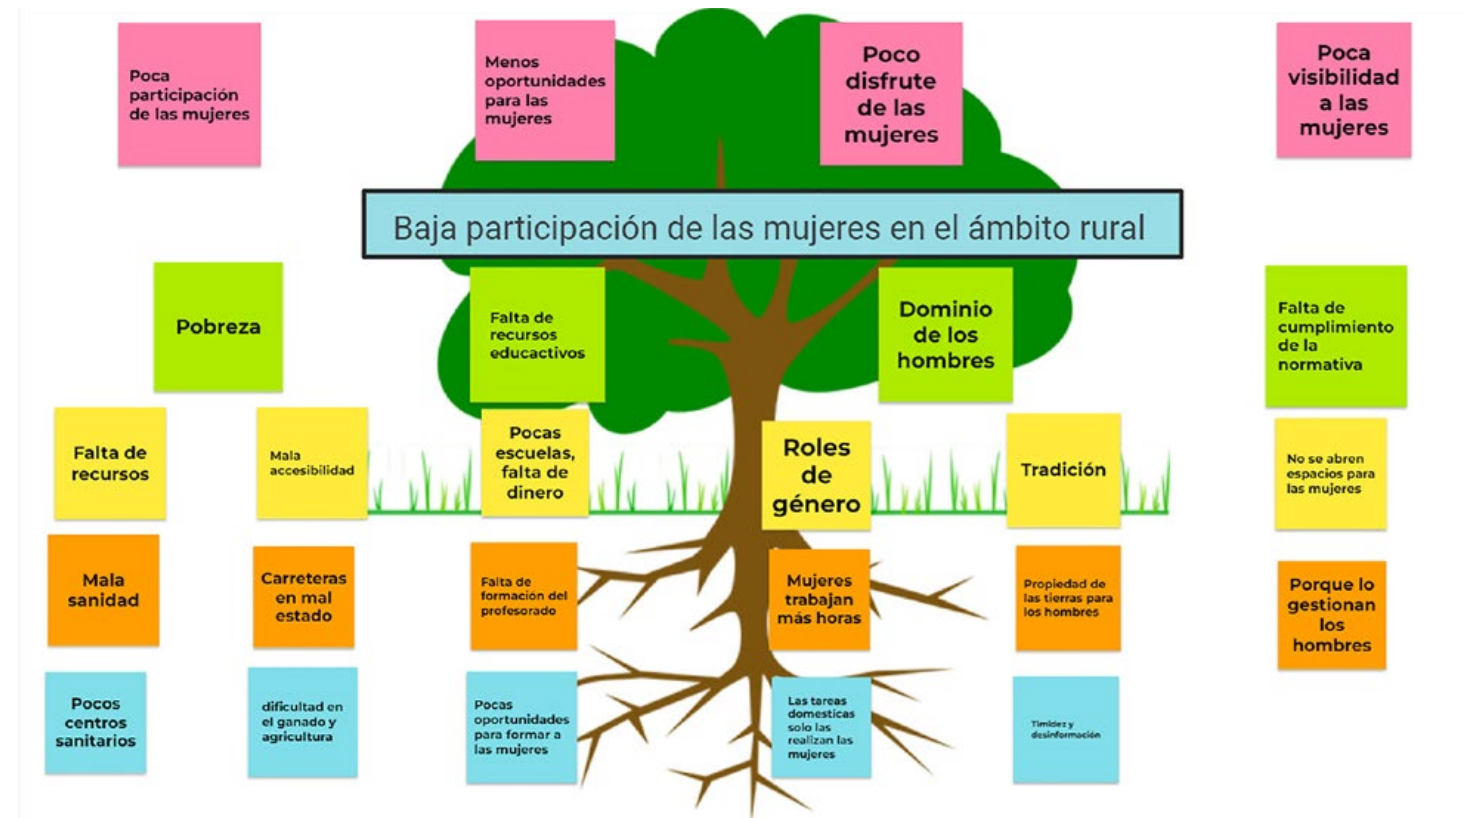 Poca
participación
de las mujeres
Menos
oportunidades
para las
mujeres
Poco
disfrute
de las
mujeres
Poca
visibilidad
a las
mujeres
Baja participación de las mujeres en el ámbito rural
Pobreza
Falta de
recursos
educactivos
Dominio
de los
hombres
Falta de
cumplimiento
de la
normativa
Falta de
recursos
Mala
accesibilidad
Pocas
escuelas,
falta de
dinero
Roles
de
género
Tradición
No se abren
espacios para
las mujeres
Mala
sanidad
Carreteras
en mal
estado
Falta de
formación del
profesorado
Mujeres
trabajan
más horas
Propiedad de
las tierras para
los hombres
Porque lo
gestionan
los
hombres
Pocos
centros
sanitarios
dificultad en
el ganado y
agricultura
Pocas
oportunidades
para formar a
las mujeres
Las tareas
domesticas
solo las
realizan las
mujeres
Timidez y
desinformación